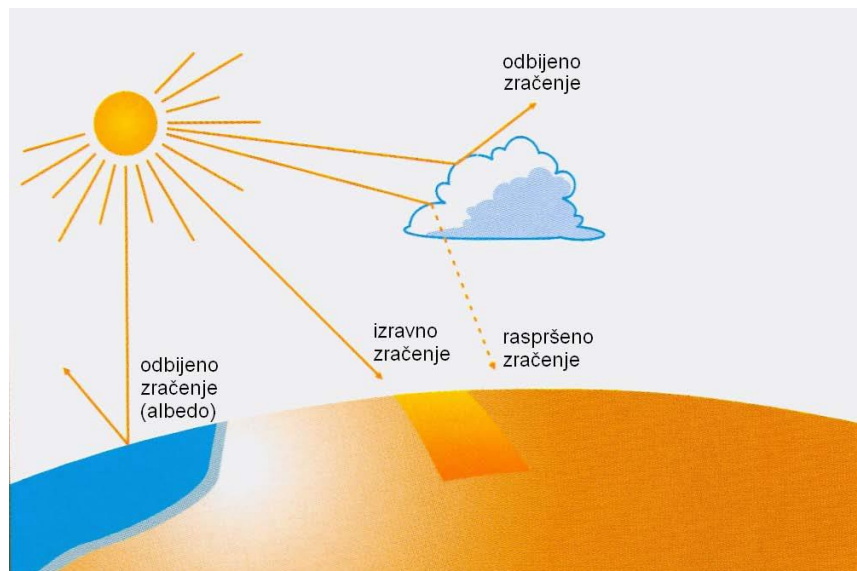 odbijeno
zračenje
izravno
zračenje
raspršeno
zračenje
odbijeno
zračenje
(albedo)